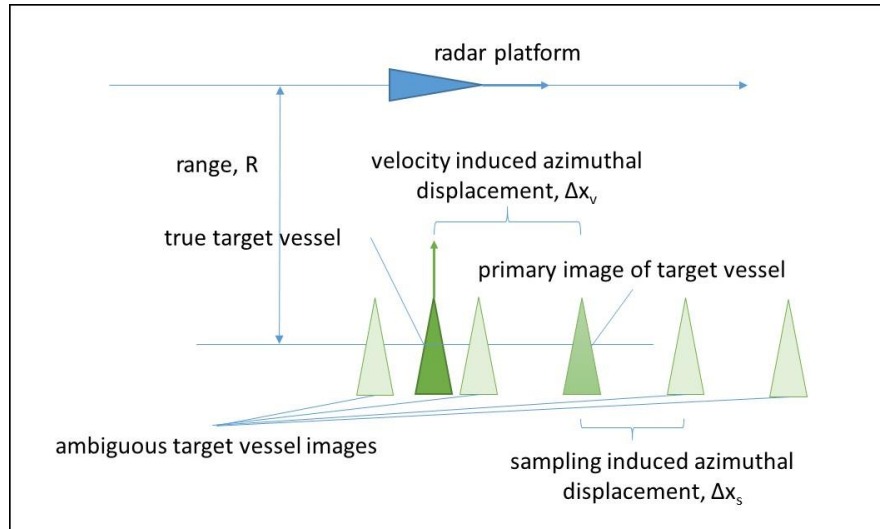 radar platform
range, R
velocity induced azimuthal
displacement, Δxᵥ
true target vessel
primary image of target vessel
ambiguous target vessel images
sampling induced azimuthal
displacement, Δxₛ